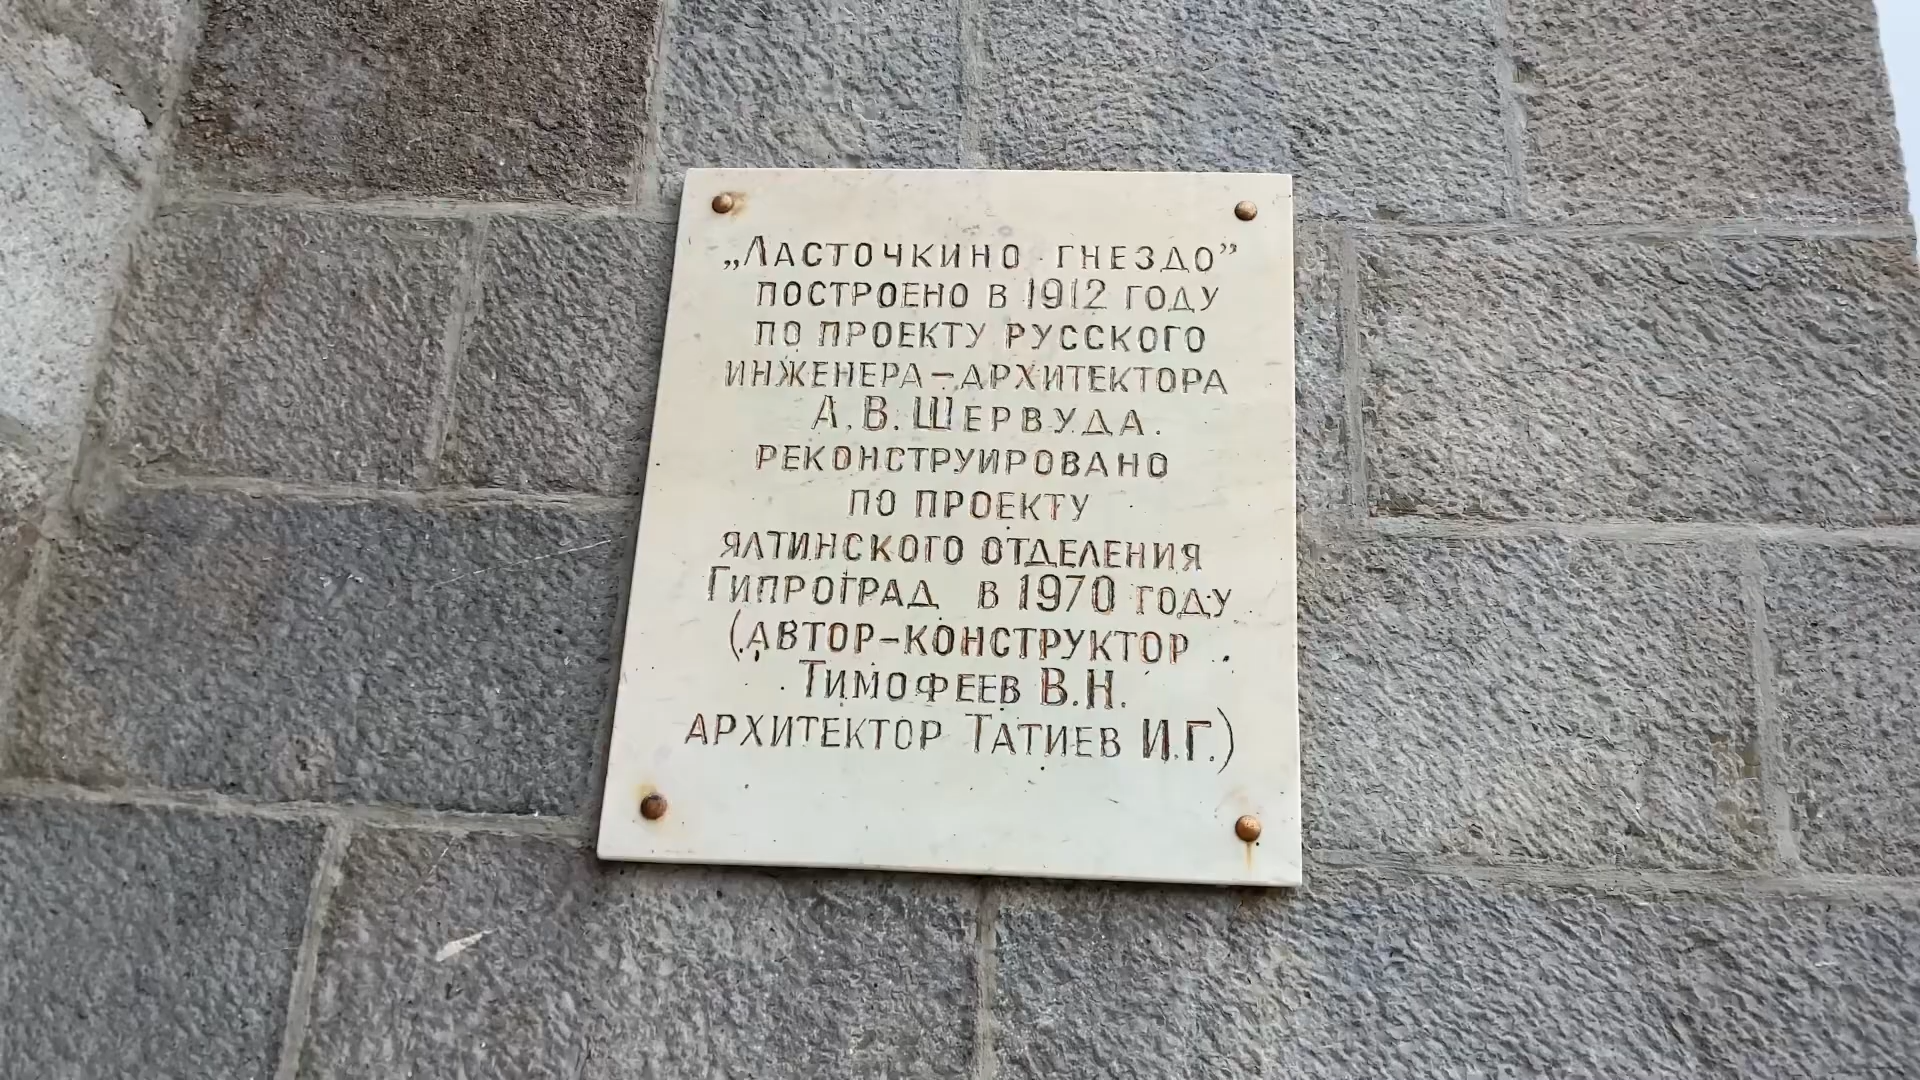 „Ласточкино гнездо”
построено в 1912 году
по проекту русского
инженера-архитектора
А.В. Шервуда.
реконструировано
по проекту
ялтинского отделения
Гипроград в 1970 году
(автор-конструктор
Тимофеев В.Н.
архитектор Татиев И.Г.)